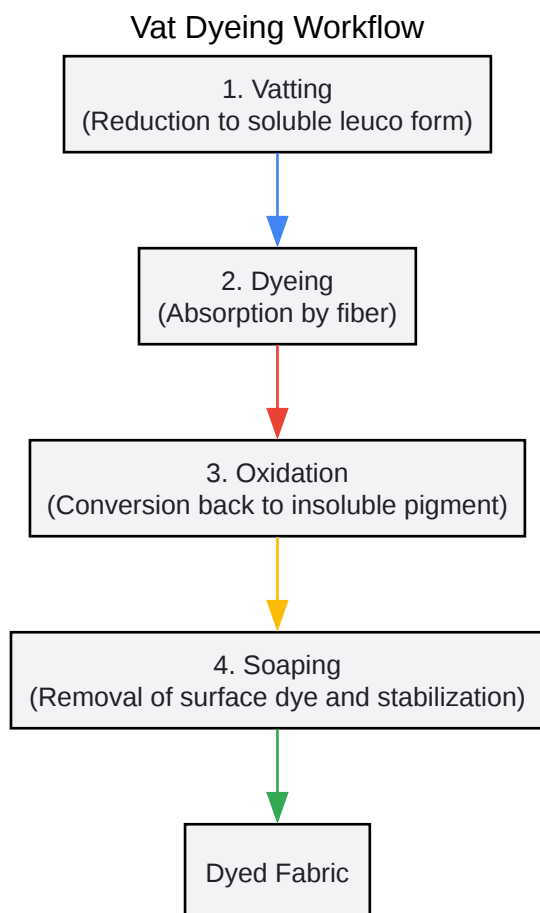 Vat Dyeing Workflow
1. Vatting
(Reduction to soluble leuco form)
2. Dyeing
(Absorption by fiber)
3. Oxidation
(Conversion back to insoluble pigment)
4. Soaping
(Removal of surface dye and stabilization)
Dyed Fabric